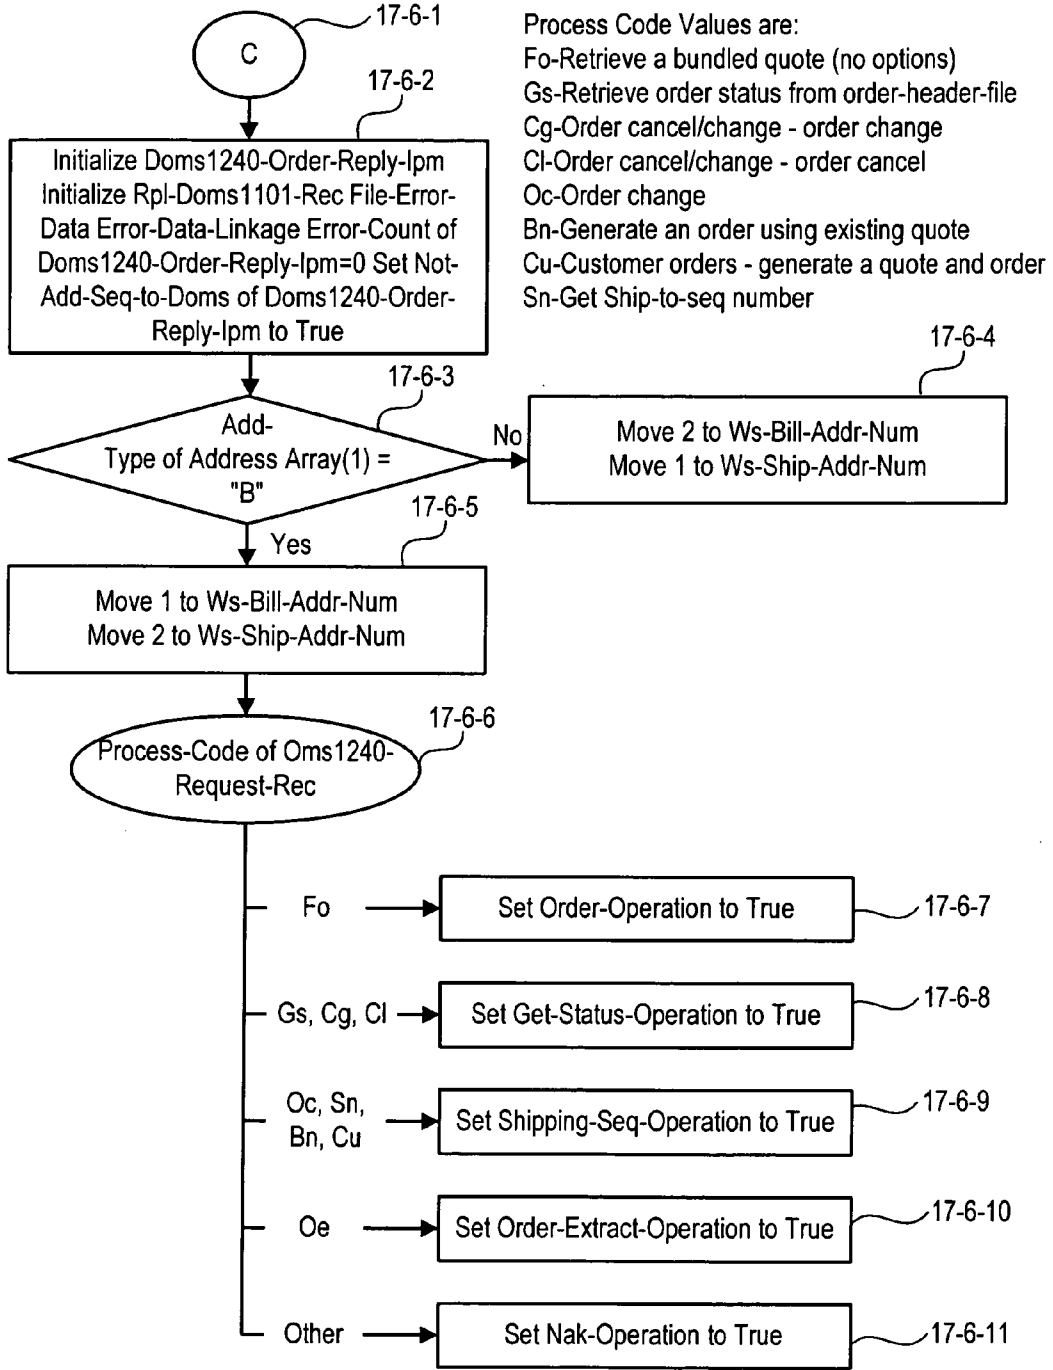 17-6-1
C
Process Code Values are:
Fo-Retrieve a bundled quote (no options)
Gs-Retrieve order status from order-header-file
Cg-Order cancel/change - order change
Cl-Order cancel/change - order cancel
Oc-Order change
Bn-Generate an order using existing quote
Cu-Customer orders - generate a quote and order
Sn-Get Ship-to-seq number
17-6-2
Initialize Doms1240-Order-Reply-Ipm
Initialize Rpl-Doms1101-Rec File-Error-
Data Error-Data-Linkage Error-Count of
Doms1240-Order-Reply-Ipm=0 Set Not-
Add-Seq-to-Doms of Doms1240-Order-
Reply-Ipm to True
17-6-3
Add-
Type of Address Array(1) =
"B"
No
17-6-4
Move 2 to Ws-Bill-Addr-Num
Move 1 to Ws-Ship-Addr-Num
Yes
17-6-5
Move 1 to Ws-Bill-Addr-Num
Move 2 to Ws-Ship-Addr-Num
17-6-6
Process-Code of Oms1240-
Request-Rec
Fo
Set Order-Operation to True
17-6-7
Gs, Cg, Cl
Set Get-Status-Operation to True
17-6-8
Oc, Sn,
Bn, Cu
Set Shipping-Seq-Operation to True
17-6-9
Oe
Set Order-Extract-Operation to True
17-6-10
Other
Set Nak-Operation to True
17-6-11